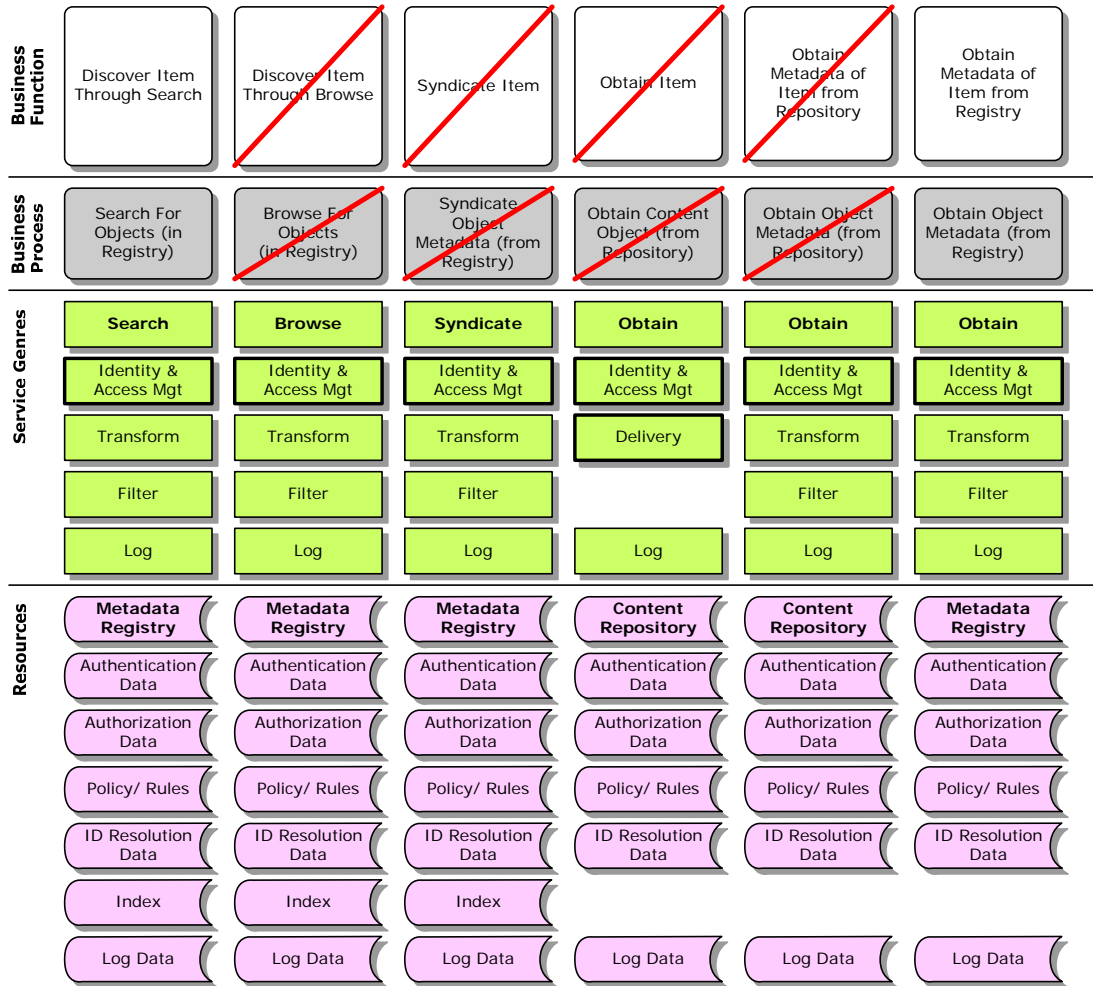 Business
Function
Discover Item
Through Search
Discover Item
Through Browse
Syndicate Item
Obtain Item
Obtain
Metadata of
Item from
Repository
Obtain
Metadata of
Item from
Registry
Business
Process
Search For
Objects (in
Registry)
Browse For
Objects
(in Registry)
Syndicate
Object
Metadata (from
Registry)
Obtain Content
Object (from
Repository)
Obtain Object
Metadata (from
Repository)
Obtain Object
Metadata (from
Registry)
Service Genres
Search
Browse
Syndicate
Obtain
Obtain
Obtain
Identity &
Access Mgt
Identity &
Access Mgt
Identity &
Access Mgt
Identity &
Access Mgt
Identity &
Access Mgt
Identity &
Access Mgt
Transform
Transform
Transform
Delivery
Transform
Transform
Filter
Filter
Filter
Filter
Filter
Log
Log
Log
Log
Log
Log
Resources
Metadata
Registry
Metadata
Registry
Metadata
Registry
Content
Repository
Content
Repository
Metadata
Registry
Authentication
Data
Authentication
Data
Authentication
Data
Authentication
Data
Authentication
Data
Authentication
Data
Authorization
Data
Authorization
Data
Authorization
Data
Authorization
Data
Authorization
Data
Authorization
Data
Policy/ Rules
Policy/ Rules
Policy/ Rules
Policy/ Rules
Policy/ Rules
Policy/ Rules
ID Resolution
Data
ID Resolution
Data
ID Resolution
Data
ID Resolution
Data
ID Resolution
Data
ID Resolution
Data
Index
Index
Index
Log Data
Log Data
Log Data
Log Data
Log Data
Log Data